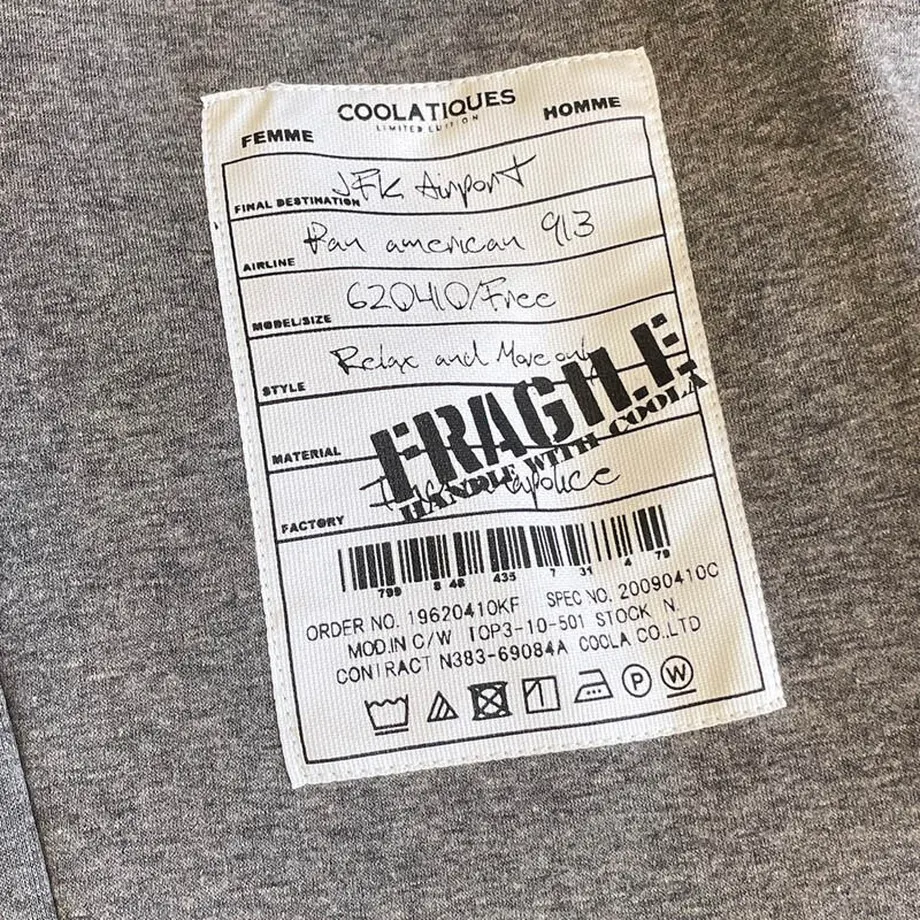 COOLATIQUES
LIMITED EDITION
FEMME HOMME
JFK Airport
FINAL DESTINATION
Pan american 913
AIRLINE
620410/Free
MODEL/SIZE
Relax and Move only
STYLE
FRAGILE
HANDLE WITH COOLA
MATERIAL
FACTORY
799 8 48 435 7 31 4 79
ORDER NO. 19620410KF SPEC NO. 20090410C
MOD.IN C/W TOP3-10-501 STOCK N.
CONTRACT N383-69084A COOLA CO.,LTD
P W